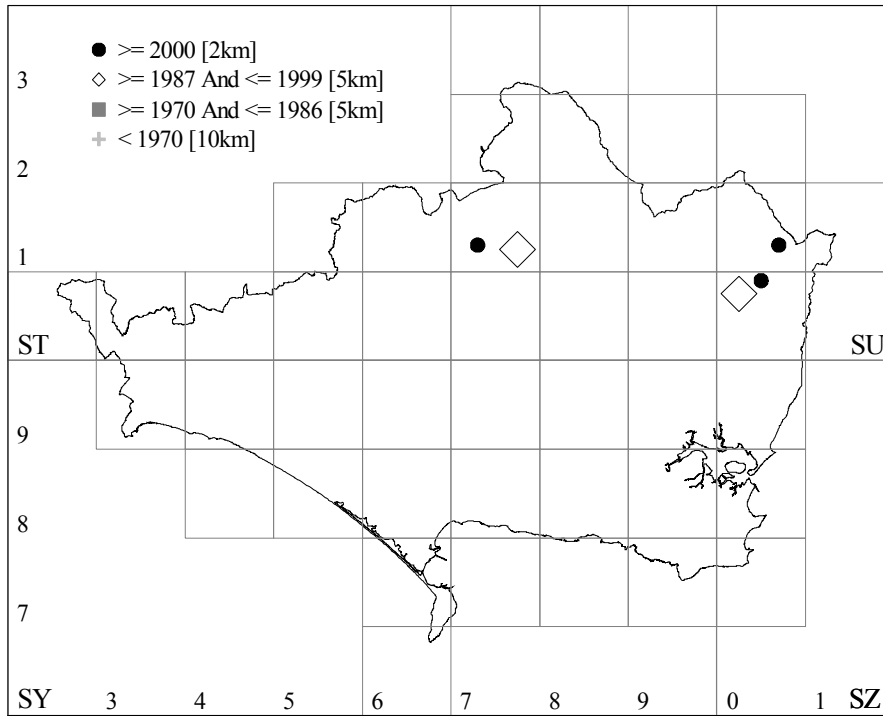 >= 2000 [2km]
>= 1987 And <= 1999 [5km]
>= 1970 And <= 1986 [5km]
< 1970 [10km]
3
2
1
ST SU
9
8
7
SY 3 4 5 6 7 8 9 0 1 SZ